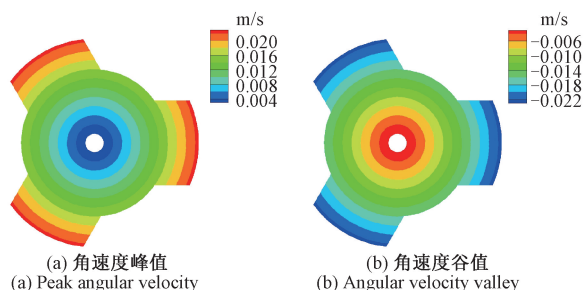 m/s
0.020
0.016
0.012
0.008
0.004
(a) 角速度峰值
(a) Peak angular velocity
m/s
−0.006
−0.010
−0.014
−0.018
−0.022
(b) 角速度谷值
(b) Angular velocity valley